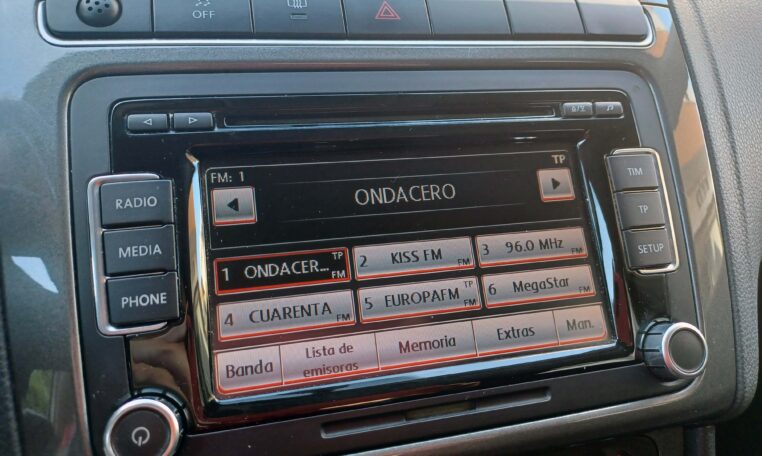 OFF
FM: 1
TP
ONDACERO
RADIO
MEDIA
PHONE
TIM
TP
SETUP
1 ONDACER... TP FM
2 KISS FM FM
3 96.0 MHz FM
4 CUARENTA FM
5 EUROPAFM TP FM
6 MegaStar FM
Banda
Lista de
emisoras
Memoria
Extras
Man.